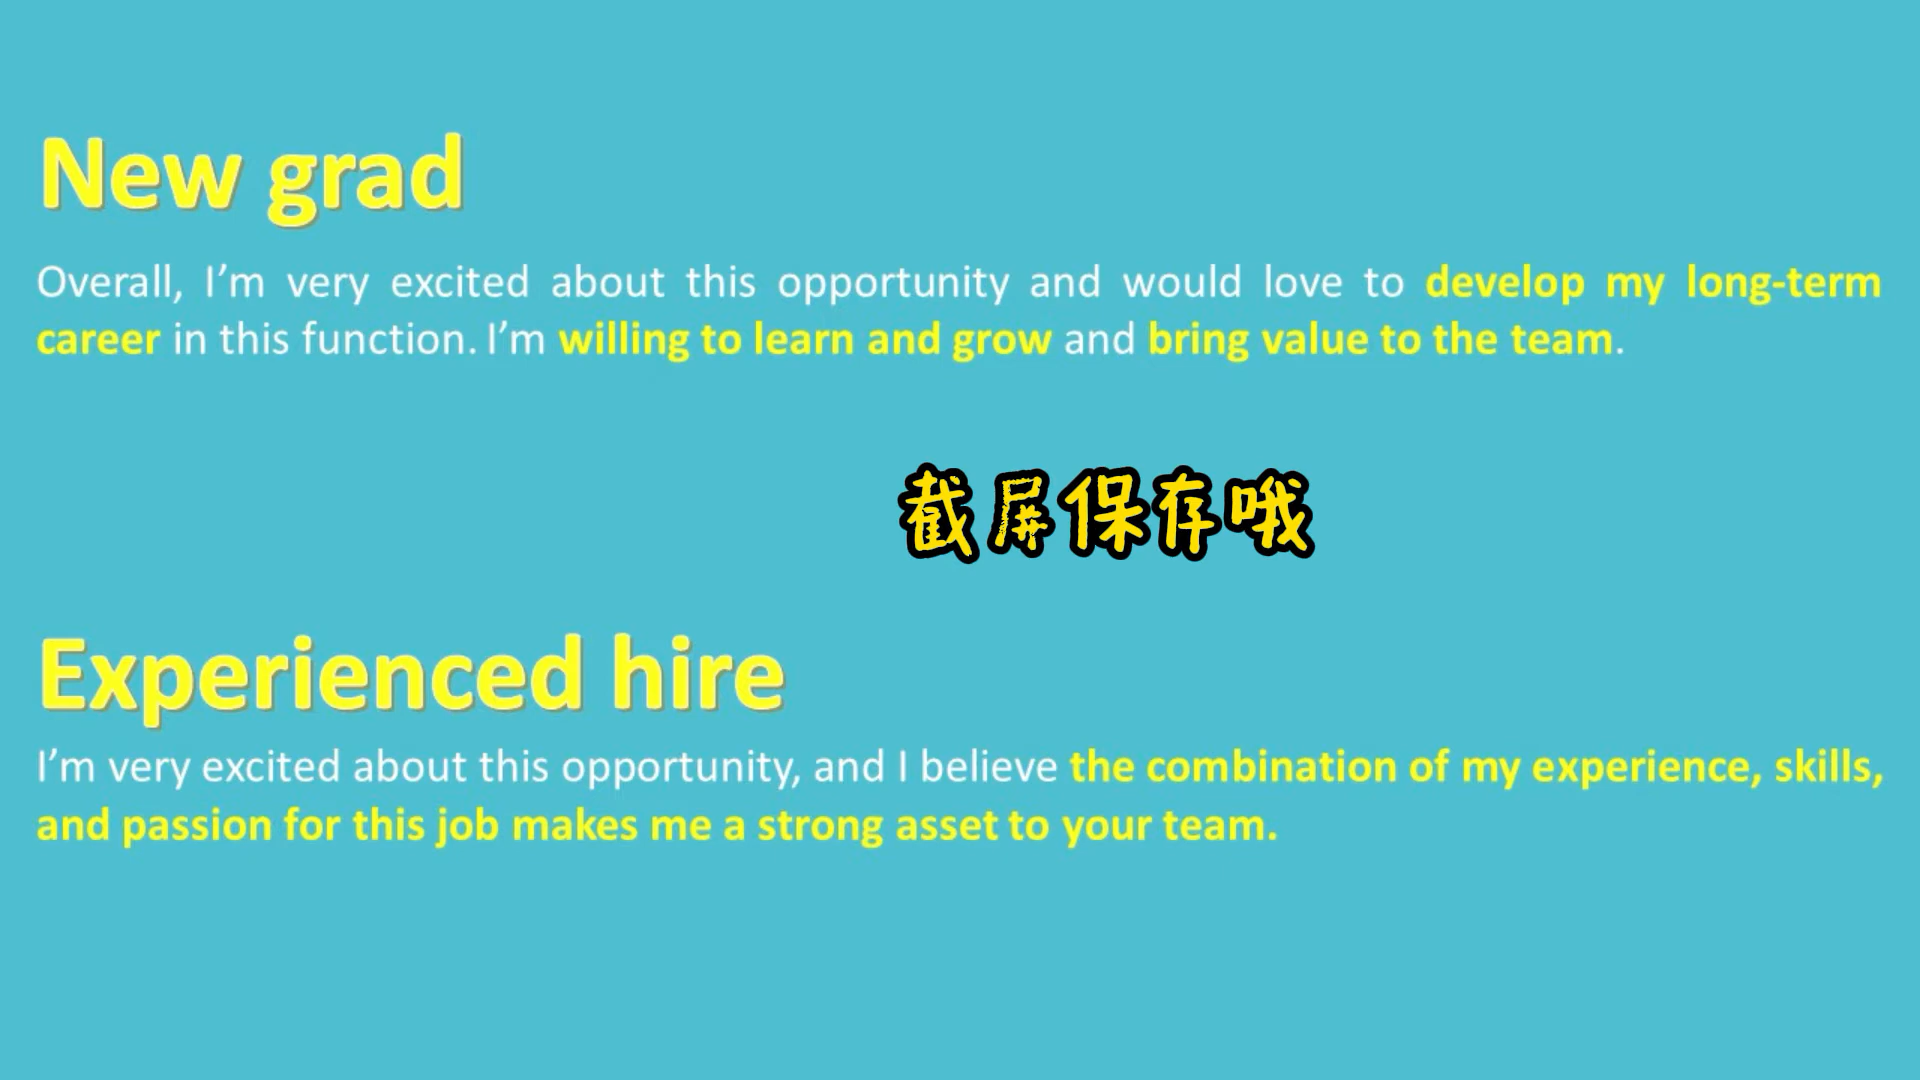 New grad
Overall, I’m very excited about this opportunity and would love to develop my long-term
career in this function. I’m willing to learn and grow and bring value to the team.
截屏保存哦
Experienced hire
I’m very excited about this opportunity, and I believe the combination of my experience, skills,
and passion for this job makes me a strong asset to your team.